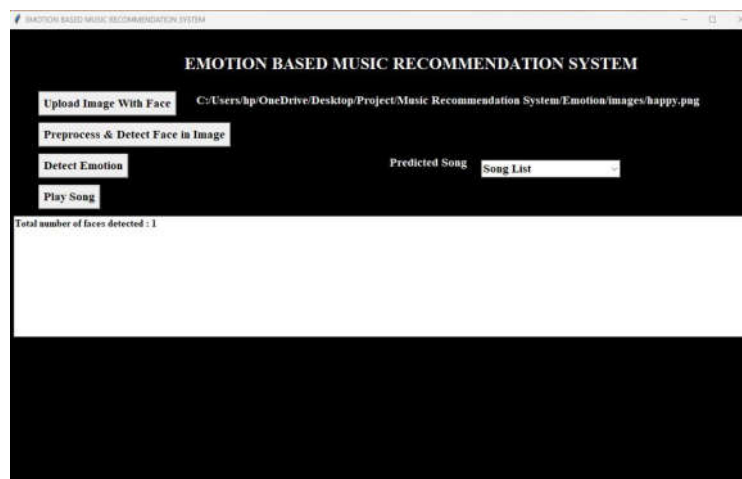 EMOTION BASED MUSIC RECOMMENDATION SYSTEM
EMOTION BASED MUSIC RECOMMENDATION SYSTEM
Upload Image With Face C:/Users/hp/OneDrive/Desktop/Project/Music Recommendation System/Emotion/images/happy.png
Preprocess & Detect Face in Image
Detect Emotion Predicted Song Song List
Play Song
Total number of faces detected : 1